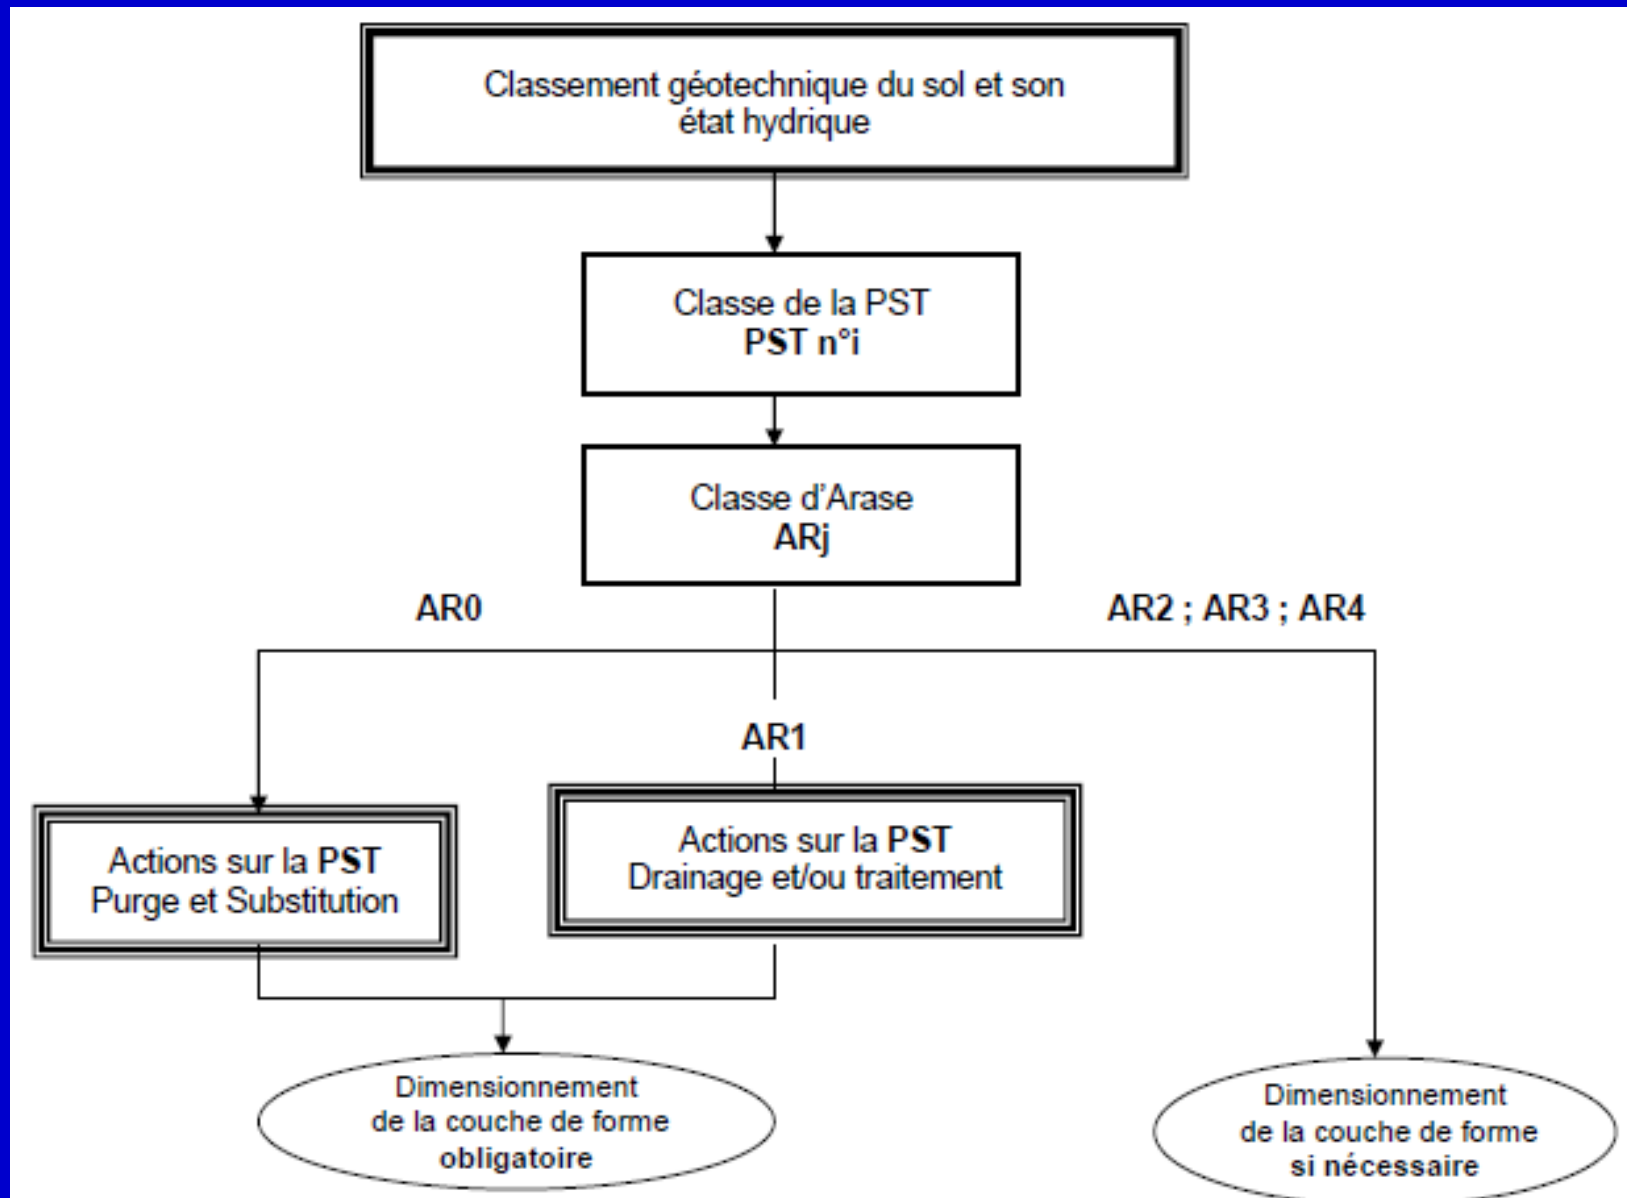 Classement géotechnique du sol et son
état hydrique
Classe de la PST
PST n°i
Classe d'Arase
ARj
AR0
AR2 ; AR3 ; AR4
AR1
Actions sur la PST
Purge et Substitution
Actions sur la PST
Drainage et/ou traitement
Dimensionnement
de la couche de forme
obligatoire
Dimensionnement
de la couche de forme
si nécessaire